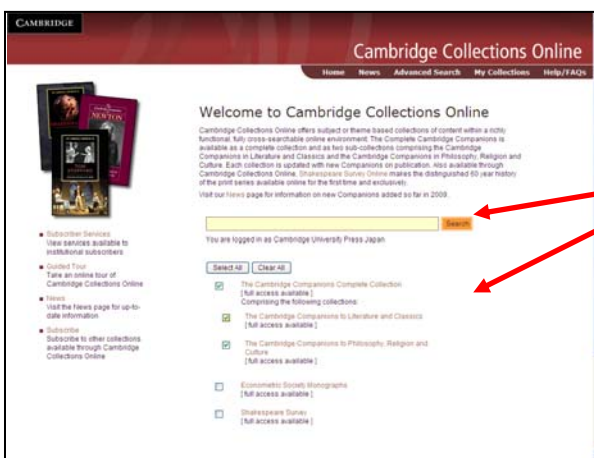 CAMBRIDGE
Cambridge Collections Online
Home News Advanced Search My Collections Help/FAQs
NEWTON
Welcome to Cambridge Collections Online
Cambridge Collections Online offers subject or theme based collections of content within a richly
functional, fully cross-searchable online environment. The Complete Cambridge Companions is
available as a complete collection and as two sub-collections comprising the Cambridge
Companions in Literature and Classics and the Cambridge Companions in Philosophy, Religion and
Culture. Each collection is updated with new Companions on publication. Also available through
Cambridge Collections Online, Shakespeare Survey Online makes the distinguished 60 year history
of the print series available online for the first time and exclusively.
Visit our News page for information on new Companions added so far in 2009.
Search
You are logged in as Cambridge University Press Japan
Select All Clear All
The Cambridge Companions Complete Collection
[ full access available ]
Comprising the following collections:
The Cambridge Companions to Literature and Classics
[ full access available ]
The Cambridge Companions to Philosophy, Religion and
Culture
[ full access available ]
Econometric Society Monographs
[ full access available ]
Shakespeare Survey
[ full access available ]
Subscriber Services
View services available to
institutional subscribers
Guided Tour
Take an online tour of
Cambridge Collections Online
News
Visit the News page for up-to-
date information
Subscribe
Subscribe to other collections
available through Cambridge
Collections Online